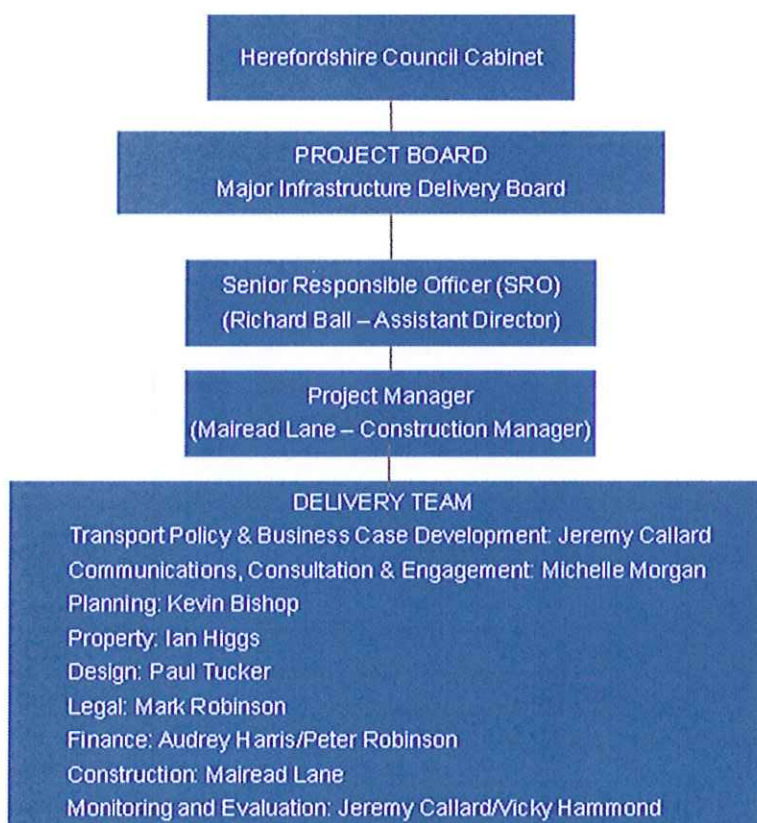 Herefordshire Council Cabinet
PROJECT BOARD
Major Infrastructure Delivery Board
Senior Responsible Officer (SRO)
(Richard Ball – Assistant Director)
Project Manager
(Mairead Lane – Construction Manager)
DELIVERY TEAM
Transport Policy & Business Case Development: Jeremy Callard
Communications, Consultation & Engagement: Michelle Morgan
Planning: Kevin Bishop
Property: Ian Higgs
Design: Paul Tucker
Legal: Mark Robinson
Finance: Audrey Harris/Peter Robinson
Construction: Mairead Lane
Monitoring and Evaluation: Jeremy Callard/Vicky Hammond